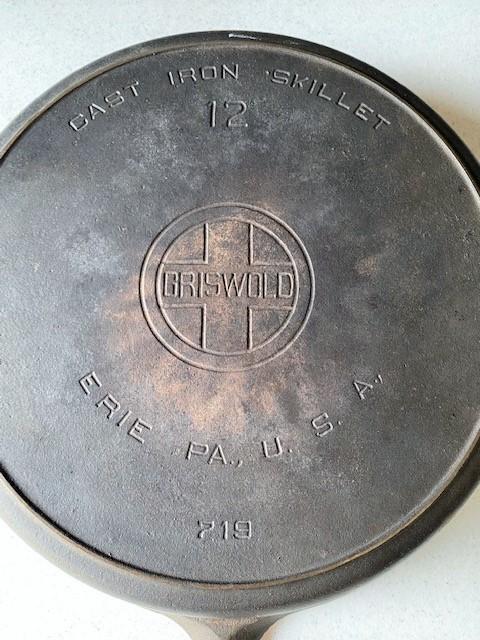 CAST IRON SKILLET
12
GRISWOLD
ERIE PA., U. S. A.,
719